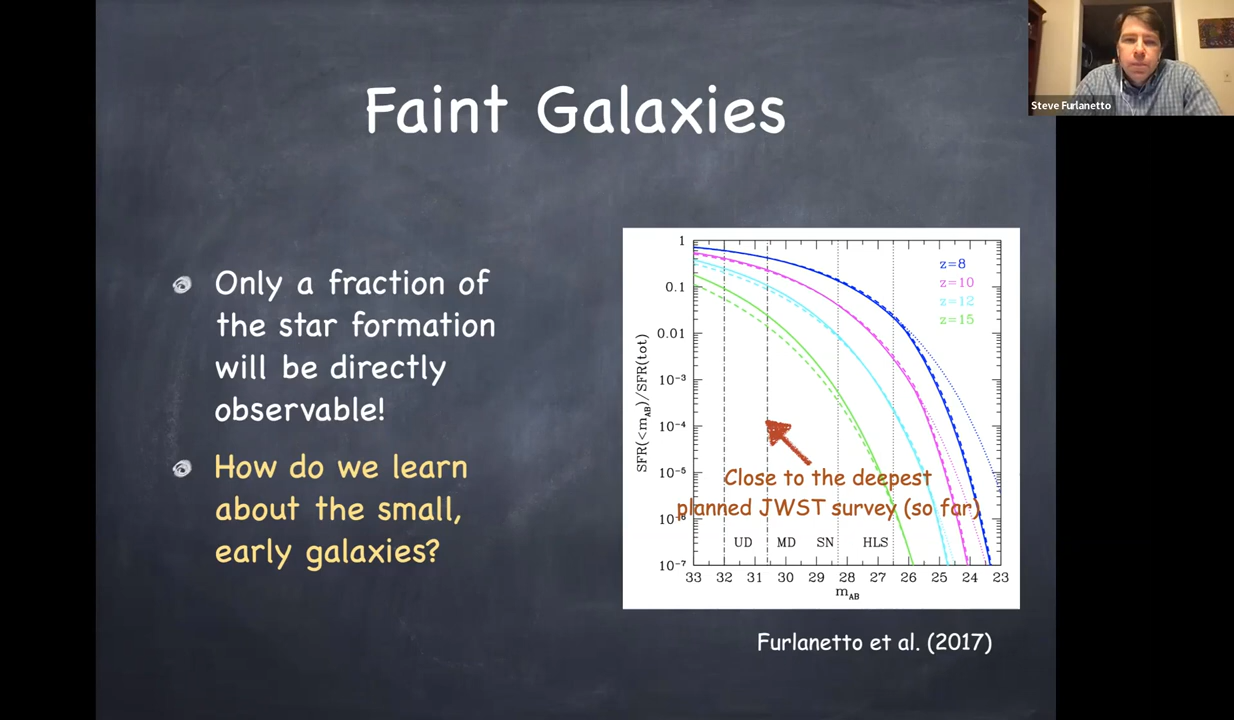 Faint Galaxies
Steve Furlanetto
Only a fraction of
the star formation
will be directly
observable!
How do we learn
about the small,
early galaxies?
SFR(<m_AB)/SFR(tot)
1
0.1
0.01
10⁻³
10⁻⁴
10⁻⁵
10⁻⁶
10⁻⁷
z=8
z=10
z=12
z=15
Close to the deepest
planned JWST survey (so far)
UD MD SN HLS
33 32 31 30 29 28 27 26 25 24 23
m_AB
Furlanetto et al. (2017)